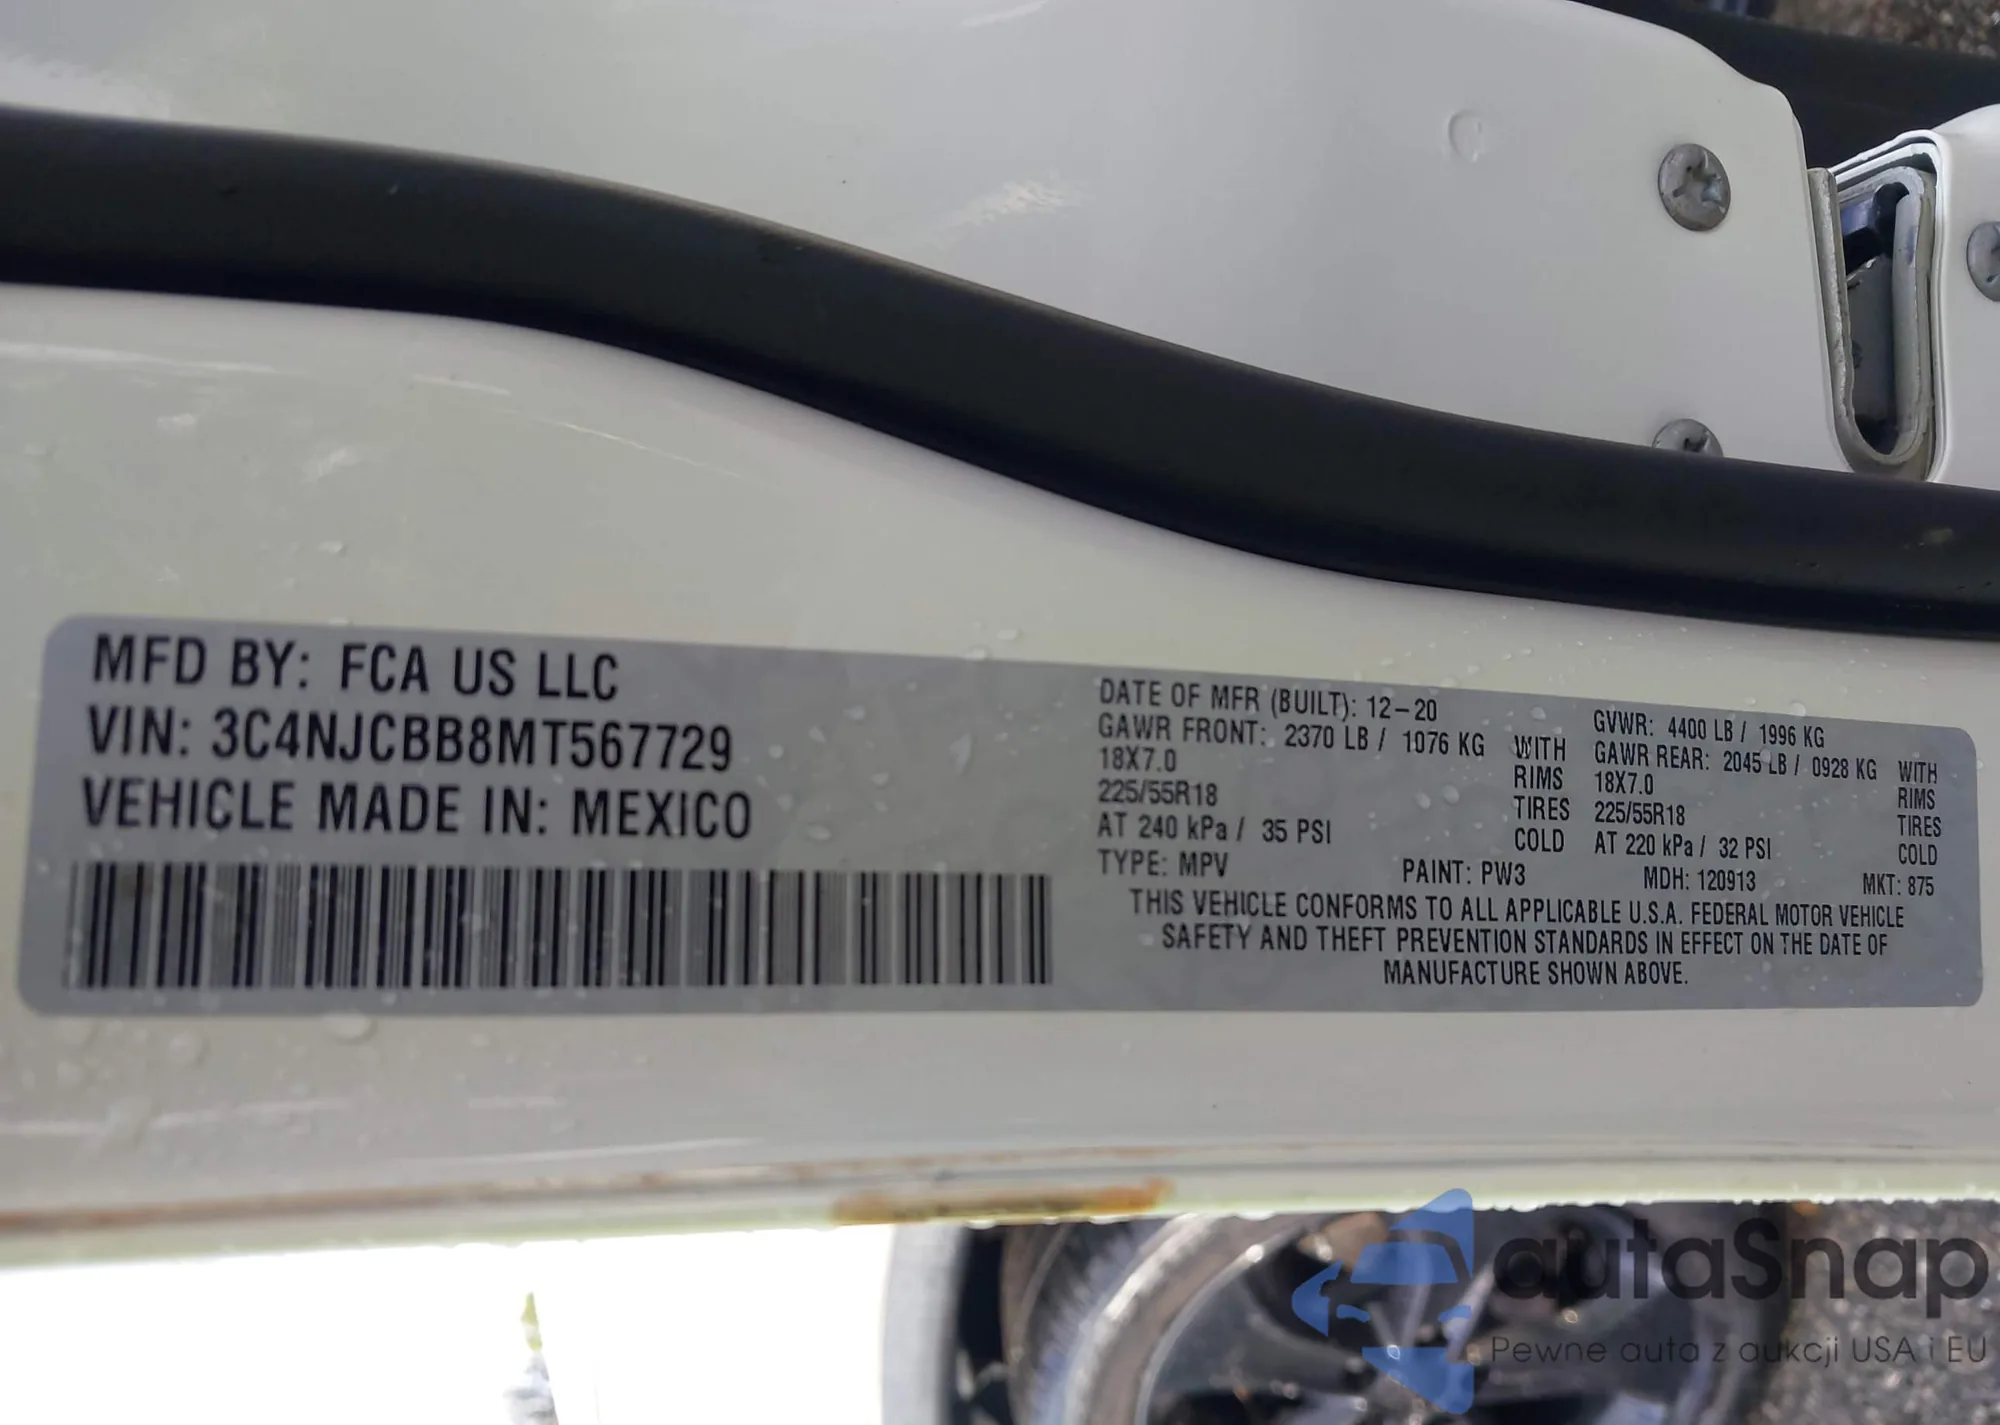 MFD BY: FCA US LLC
VIN: 3C4NJCBB8MT567729
VEHICLE MADE IN: MEXICO
DATE OF MFR (BUILT): 12-20
GAWR FRONT: 2370 LB / 1076 KG WITH
18X7.0 RIMS
225/55R18 TIRES
AT 240 kPa / 35 PSI COLD
GVWR: 4400 LB / 1996 KG
GAWR REAR: 2045 LB / 0928 KG WITH
18X7.0 RIMS
225/55R18 TIRES
AT 220 kPa / 32 PSI COLD
TYPE: MPV PAINT: PW3 MDH: 120913 MKT: 875
THIS VEHICLE CONFORMS TO ALL APPLICABLE U.S.A. FEDERAL MOTOR VEHICLE
SAFETY AND THEFT PREVENTION STANDARDS IN EFFECT ON THE DATE OF
MANUFACTURE SHOWN ABOVE.
autaSnap
Pewne auta z aukcji USA i EU